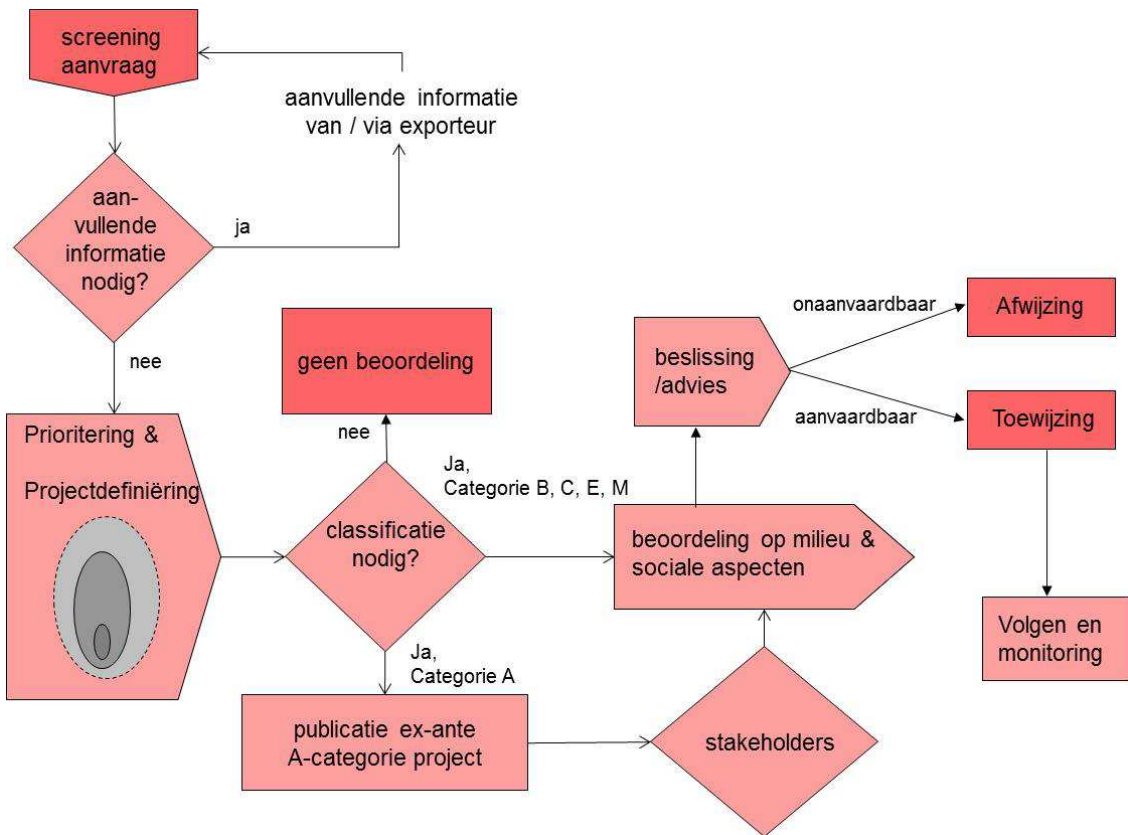 screening
aanvraag
aanvullende informatie
van / via exporteur
aan-
vullende
informatie
nodig?
ja
nee
Prioritering &
Projectdefiniëring
classificatie
nodig?
nee
geen beoordeling
Ja,
Categorie B, C, E, M
Ja,
Categorie A
publicatie ex-ante
A-categorie project
stakeholders
beoordeling op milieu &
sociale aspecten
beslissing
/advies
onaanvaardbaar
Afwijzing
aanvaardbaar
Toewijzing
Volgen en
monitoring